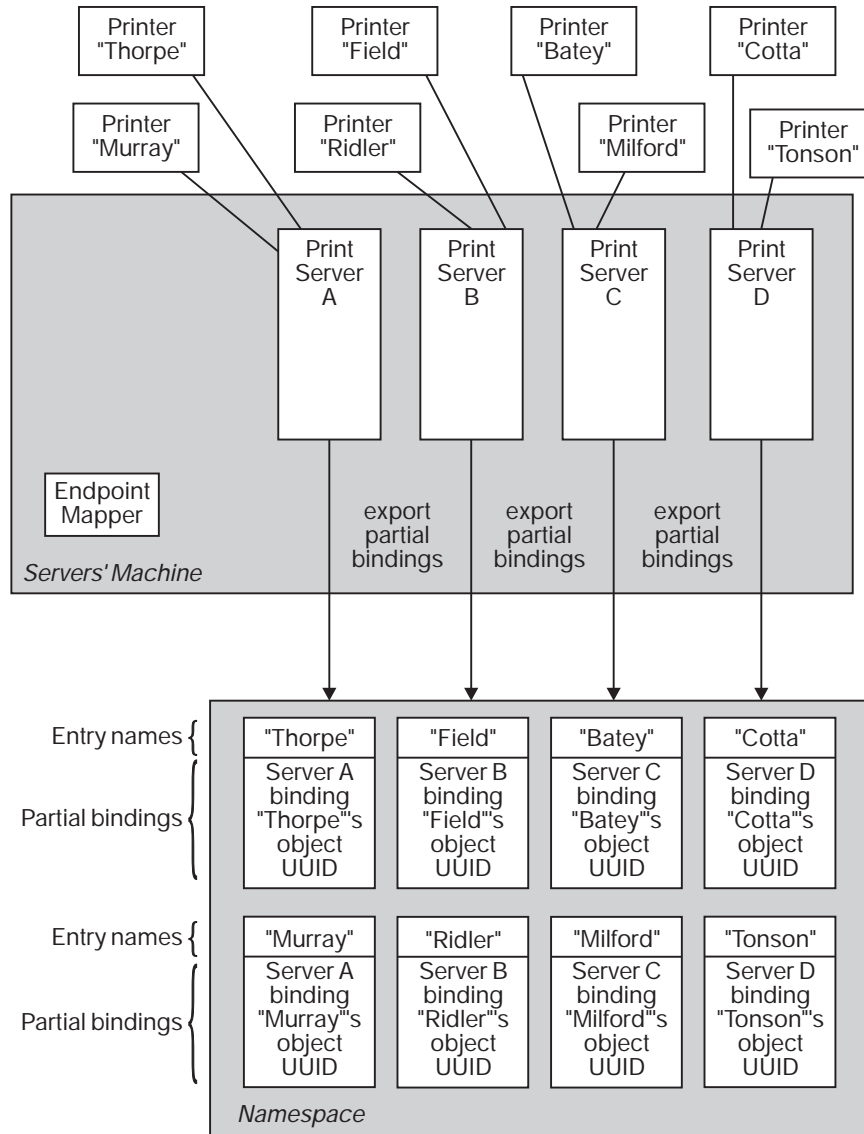 Printer
"Thorpe"
Printer
"Field"
Printer
"Batey"
Printer
"Cotta"
Printer
"Murray"
Printer
"Ridler"
Printer
"Milford"
Printer
"Tonson"
Print
Server
A
Print
Server
B
Print
Server
C
Print
Server
D
Endpoint
Mapper
export
partial
bindings
export
partial
bindings
export
partial
bindings
Servers' Machine
Entry names
"Thorpe"
"Field"
"Batey"
"Cotta"
Partial bindings
Server A
binding
"Thorpe"'s
object
UUID
Server B
binding
"Field"'s
object
UUID
Server C
binding
"Batey"'s
object
UUID
Server D
binding
"Cotta"'s
object
UUID
Entry names
"Murray"
"Ridler"
"Milford"
"Tonson"
Partial bindings
Server A
binding
"Murray"'s
object
UUID
Server B
binding
"Ridler"'s
object
UUID
Server C
binding
"Milford"'s
object
UUID
Server D
binding
"Tonson"'s
object
UUID
Namespace